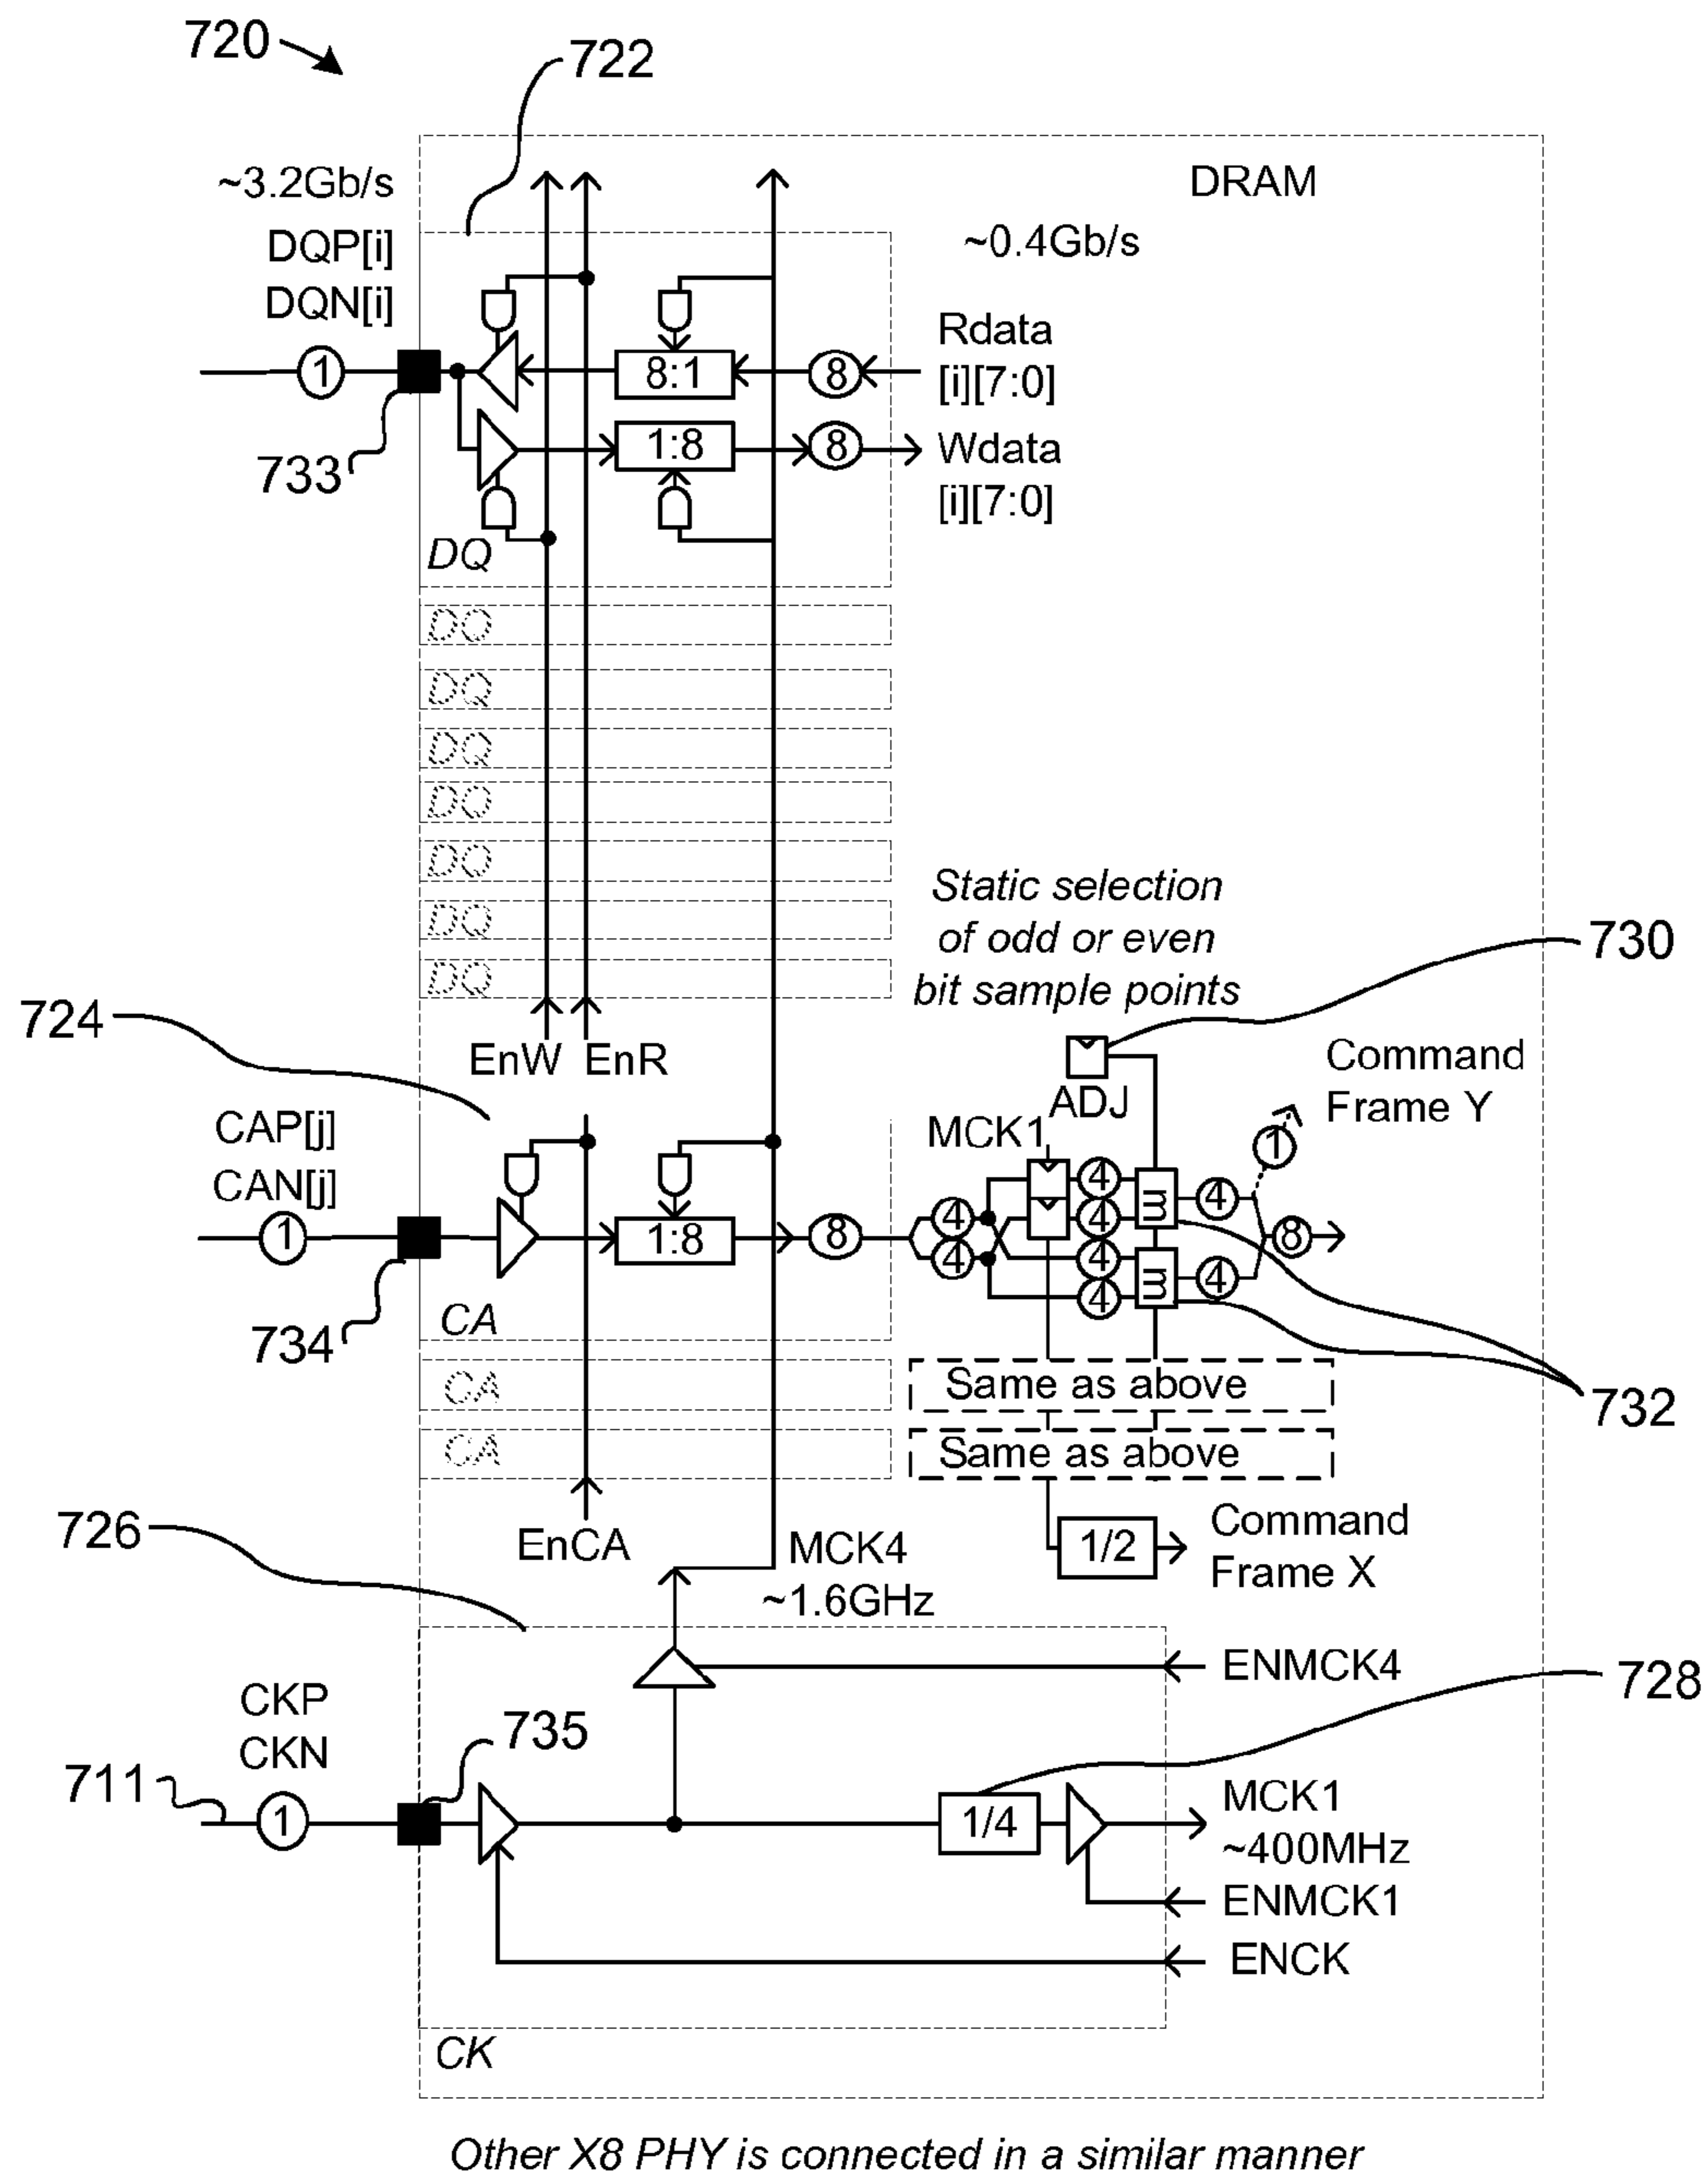 720
722
~3.2Gb/s
DRAM
DQP[i]
~0.4Gb/s
DQN[i]
Rdata
1
8:1
8
[i][7:0]
733
1:8
8
Wdata
[i][7:0]
DQ
DQ
DQ
DQ
DQ
DQ
DQ
DQ
Static selection
of odd or even
bit sample points
730
724
EnW
EnR
ADJ
Command
Frame Y
CAP[j]
CAN[j]
MCK1
1
1
1:8
8
4
4
4
4
4
4
m
m
4
4
8
734
CA
CA
CA
Same as above
Same as above
732
726
EnCA
MCK4
~1.6GHz
1/2
Command
Frame X
ENMCK4
728
CKP
CKN
735
711
1
1/4
MCK1
~400MHz
ENMCK1
ENCK
CK
Other X8 PHY is connected in a similar manner